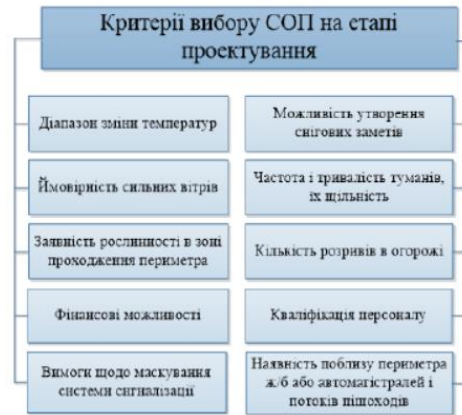 Критерії вибору СОП на етапі
проектування
Діапазон зміни температур
Можливість утворення
снігових заметів
Ймовірність сильних вітрів
Частота і тривалість туманів,
їх щільність
Заявність рослинності в зоні
проходження периметра
Кількість розривів в огорожі
Фінансові можливості
Кваліфікація персоналу
Вимоги щодо маскування
системи сигналізації
Наявність поблизу периметра
ж/б або автомагістралей і
потоків пішоходів